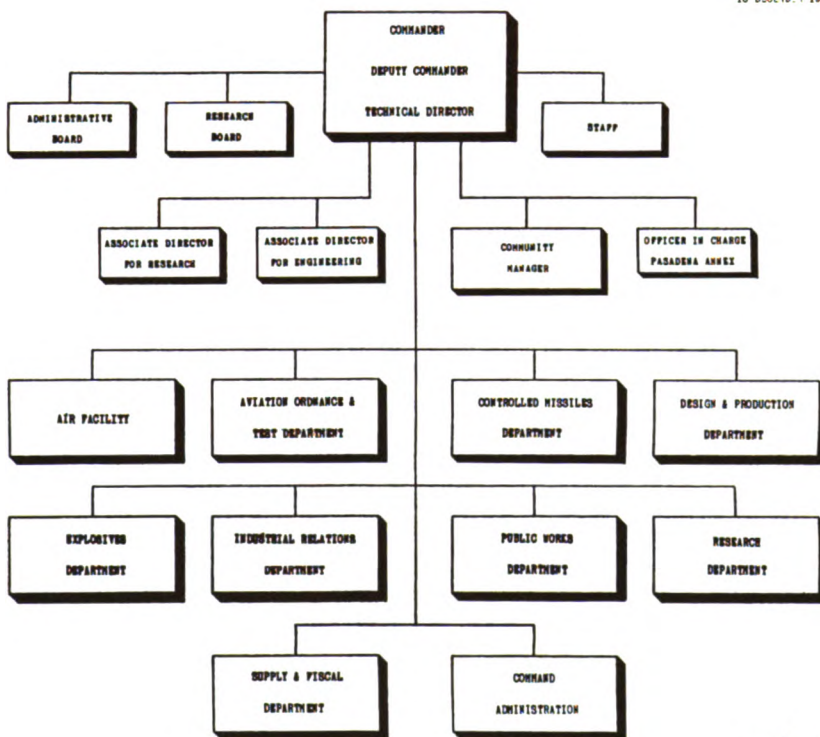 COMMANDER
DEPUTY COMMANDER
TECHNICAL DIRECTOR
ADMINISTRATIVE
BOARD
RESEARCH
BOARD
STAFF
ASSOCIATE DIRECTOR
FOR RESEARCH
ASSOCIATE DIRECTOR
FOR ENGINEERING
COMMUNITY
MANAGER
OFFICER IN CHARGE
PASADENA ANNEX
AIR FACILITY
AVIATION ORDNANCE &
TEST DEPARTMENT
CONTROLLED MISSILES
DEPARTMENT
DESIGN & PRODUCTION
DEPARTMENT
EXPLOSIVES
DEPARTMENT
INDUSTRIAL RELATIONS
DEPARTMENT
PUBLIC WORKS
DEPARTMENT
RESEARCH
DEPARTMENT
SUPPLY & FISCAL
DEPARTMENT
COMMAND
ADMINISTRATION